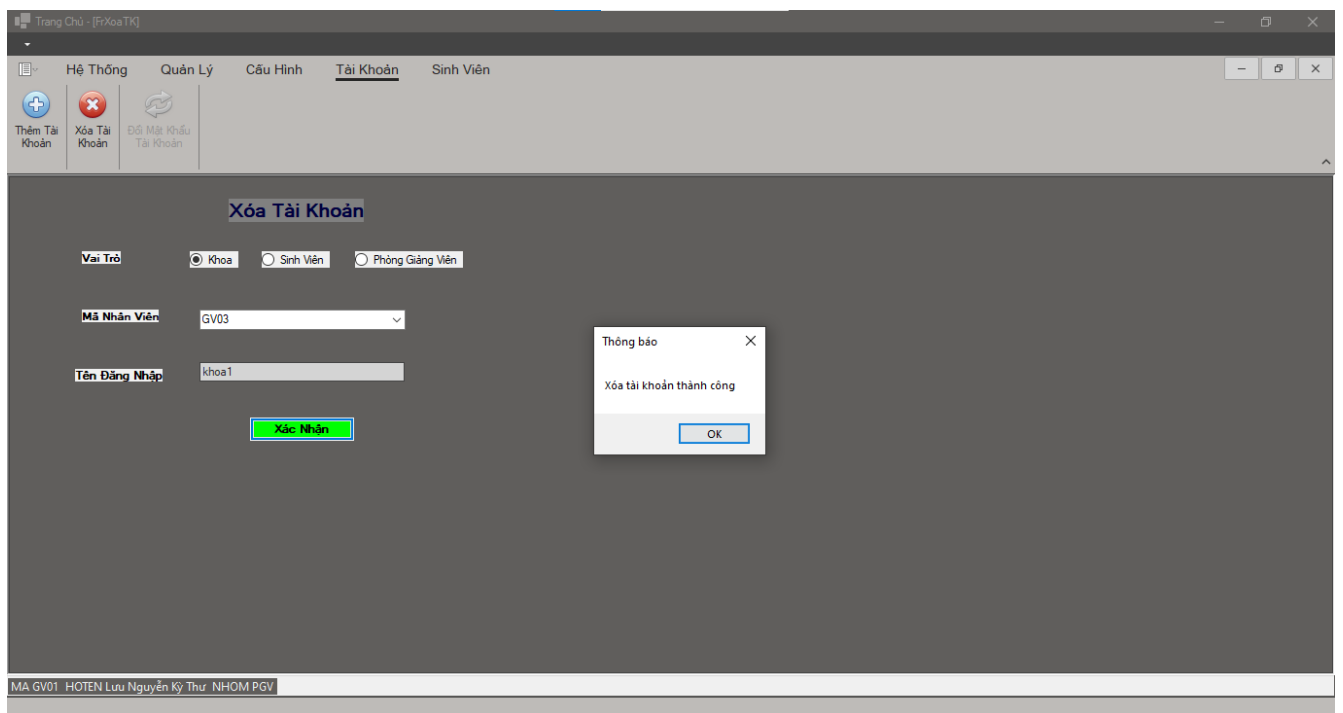 Trang Chủ - [FrXoaTK]
Hệ Thống Quản Lý Cấu Hình Tài Khoản Sinh Viên
Thêm Tài Khoản
Xóa Tài Khoản
Đổi Mật Khẩu Tài Khoản
Xóa Tài Khoản
Vai Trò Khoa Sinh Viên Phòng Giảng Viên
Mã Nhân Viên GV03
Tên Đăng Nhập khoa1
Xác Nhận
Thông báo
Xóa tài khoản thành công
OK
MA GV01 HOTEN Lưu Nguyễn Kỳ Thư NHOM PGV